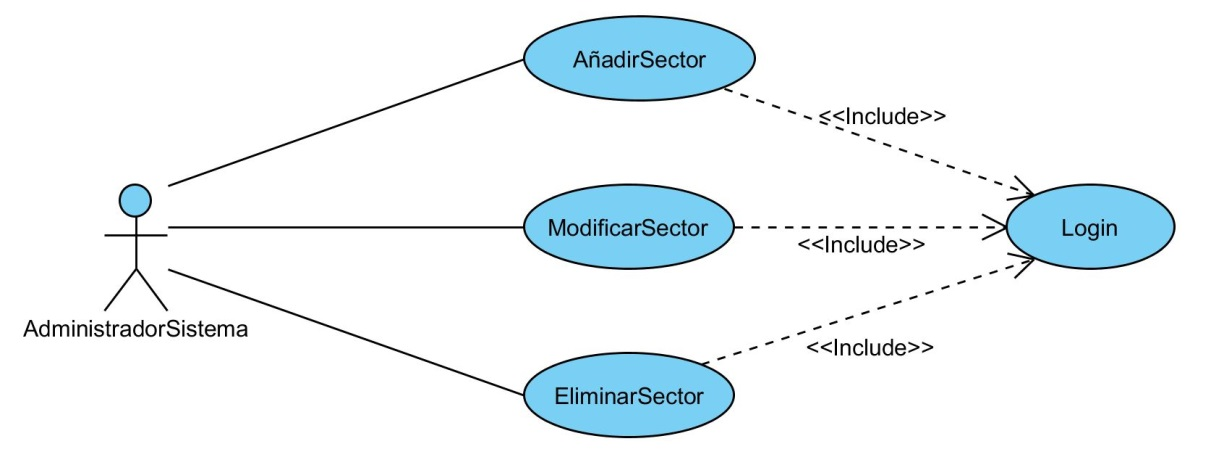 AñadirSector
<<Include>>
ModificarSector
<<Include>>
Login
AdministradorSistema
<<Include>>
EliminarSector